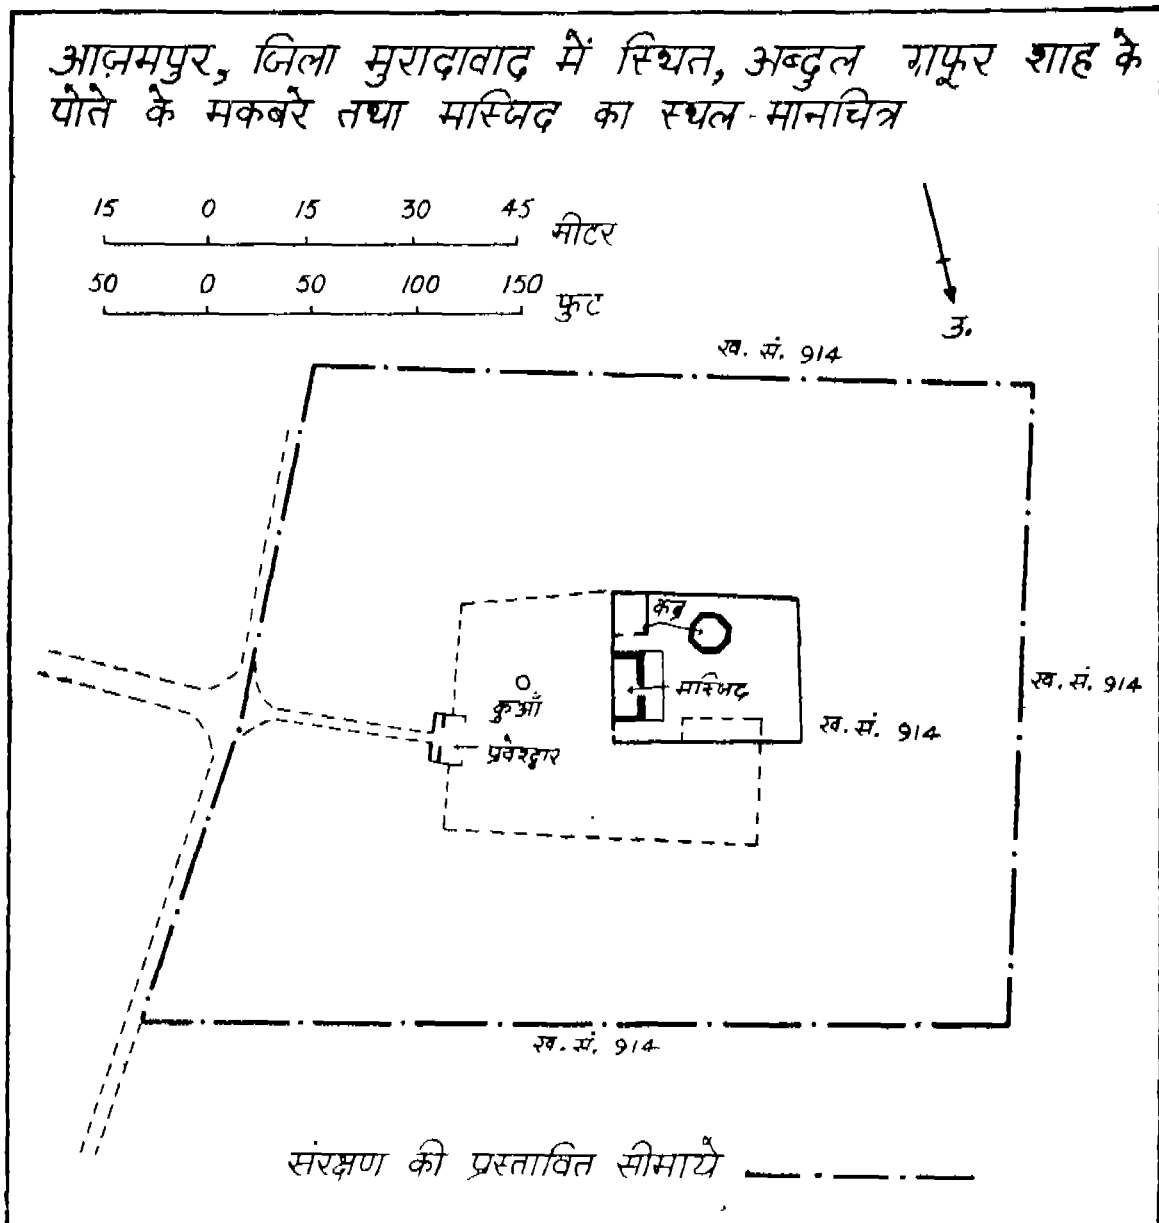 आज़मपुर, जिला मुरादावाद में स्थित, अब्दुल ग़फूर शाह के
पोते के मकबरे तथा मस्जिद का स्थल-मानचित्र
15 0 15 30 45 मीटर
50 0 50 100 150 फुट
उ.
ख. सं. 914
कब्र
मस्जिद
ख. सं. 914
कुआँ
ख. सं. 914
प्रवेशद्वार
ख. सं. 914
संरक्षण की प्रस्तावित सीमायें